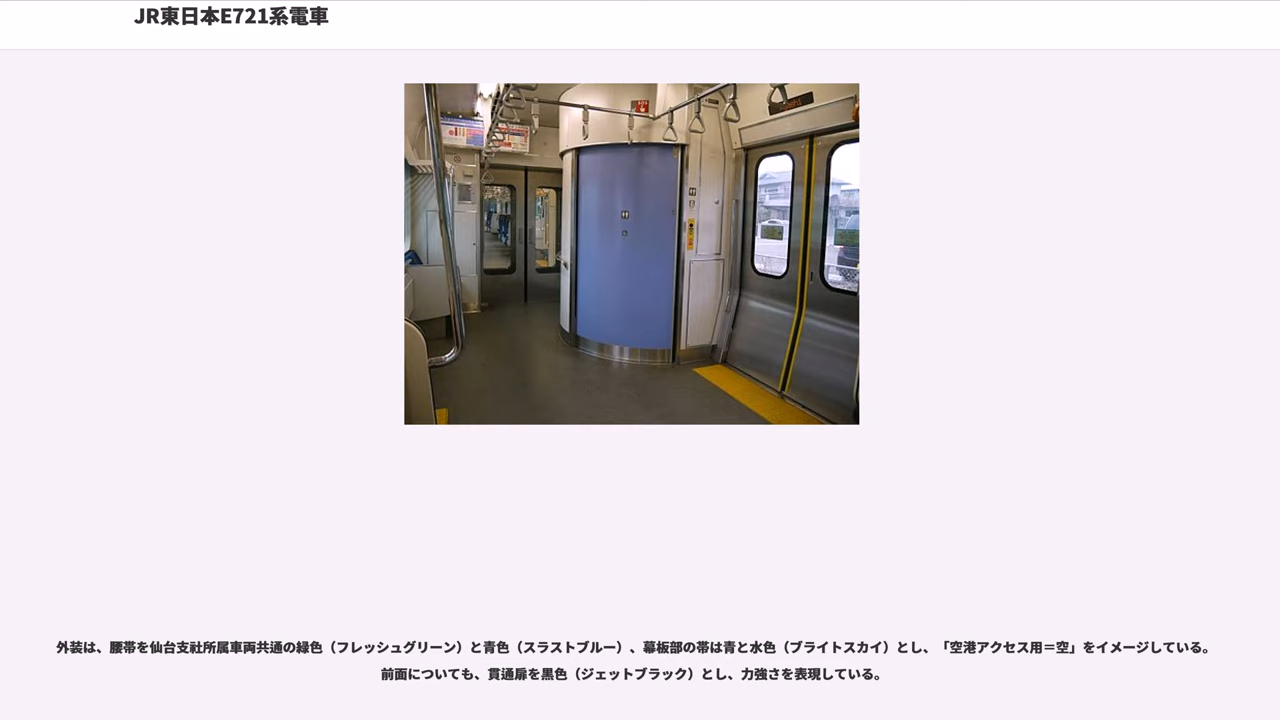 JR東日本E721系電車
外装は、腰帯を仙台支社所属車両共通の緑色（フレッシュグリーン）と青色（スラストブルー）、幕板部の帯は青と水色（ブライトスカイ）とし、「空港アクセス用＝空」をイメージしている。
前面についても、貫通扉を黒色（ジェットブラック）とし、力強さを表現している。